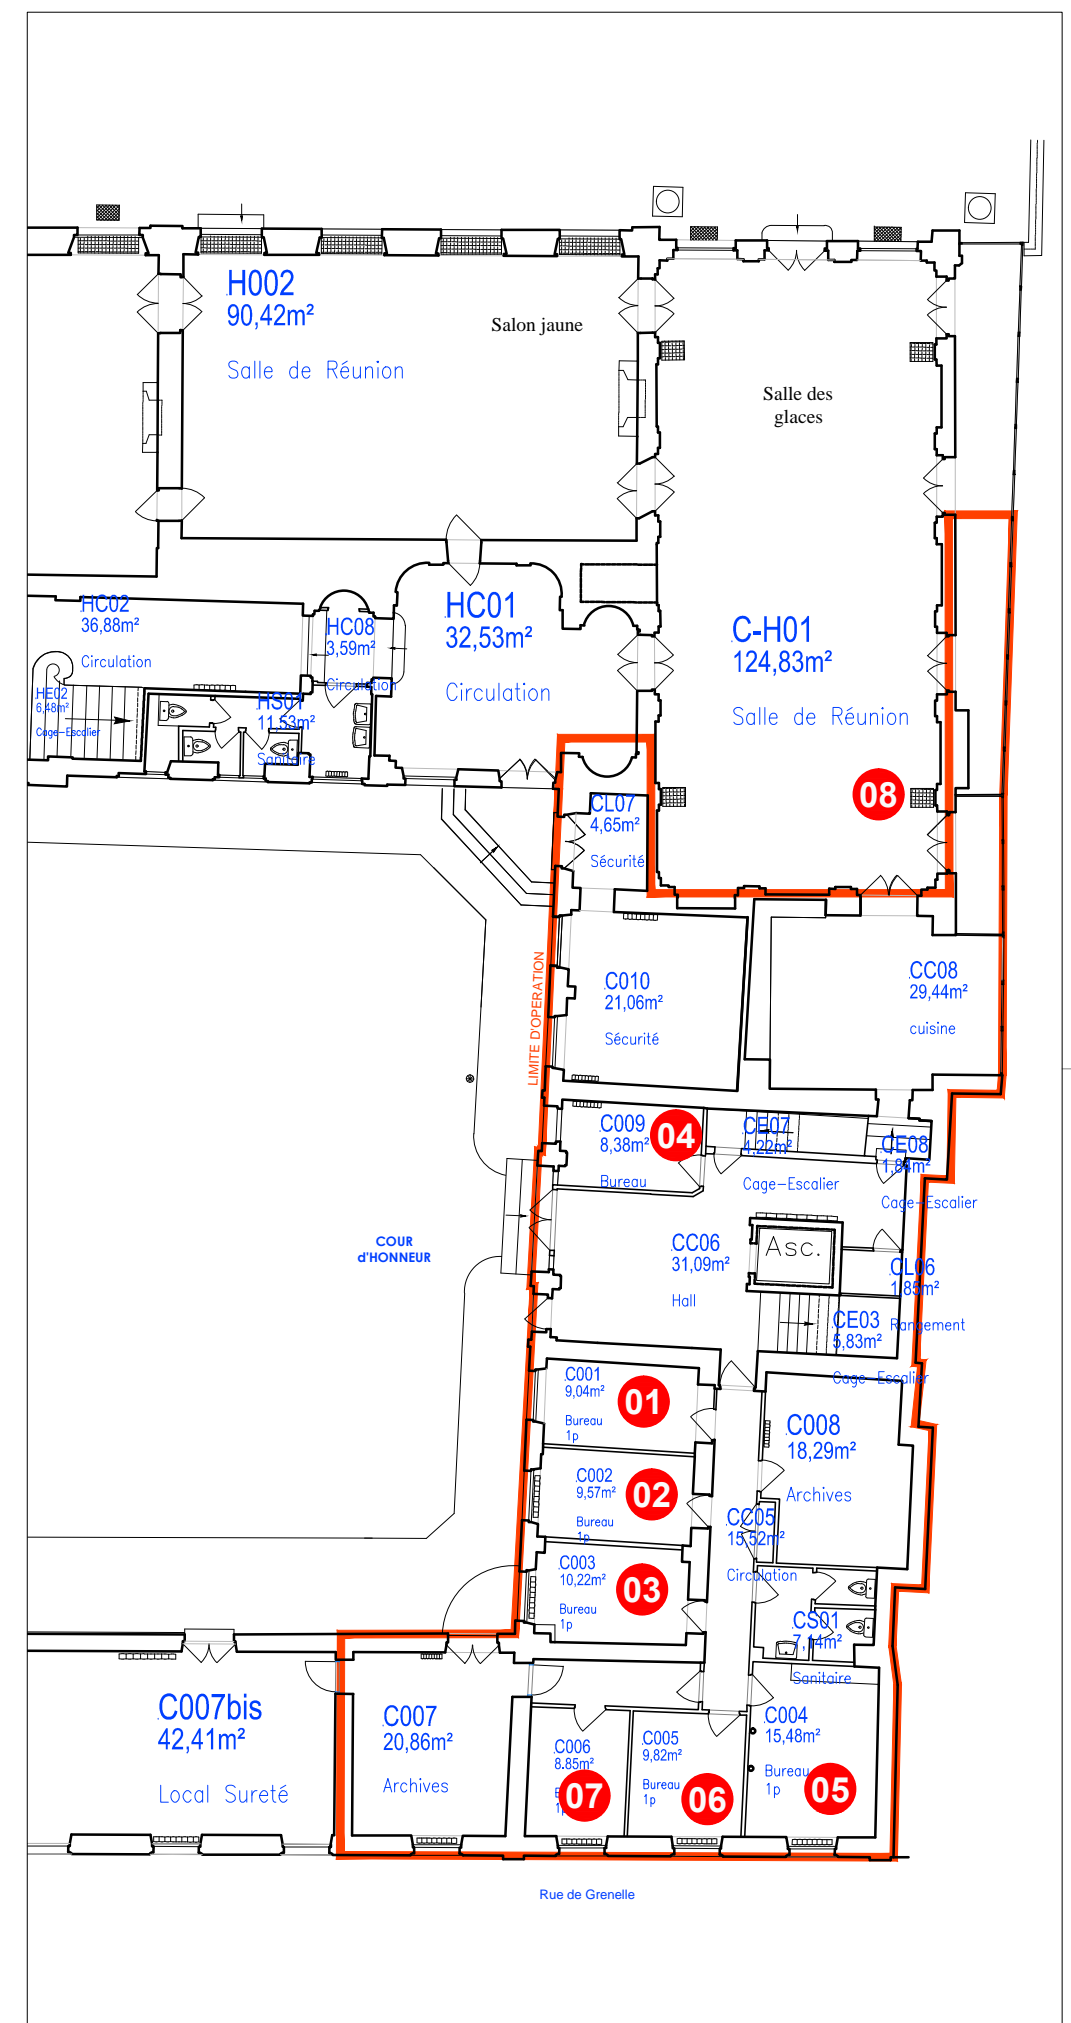 H002
90,42m²
Salle de Réunion
Salon jaune
Salle des
glaces
HC02
36,88m²
Circulation
HC08
3,59m²
Circulation
HC01
32,53m²
Circulation
C-H01
124,83m²
Salle de Réunion
HE02
6,48m²
Cage-Escalier
HS01
11,53m²
Sanitaire
08
CL07
4,65m²
Sécurité
LIMITE D'OPERATION
C010
21,06m²
Sécurité
CC08
29,44m²
cuisine
C009
8,38m²
Bureau
04
CE07
4,22m²
Cage-Escalier
CE08
1,84m²
Cage-Escalier
COUR
d'HONNEUR
CC06
31,09m²
Hall
Asc.
CL06
1,85m²
Rangement
CE03
5,83m²
Cage-Escalier
C001
9,04m²
Bureau
1p
01
C008
18,29m²
Archives
C002
9,57m²
Bureau
1p
02
CC05
15,52m²
Circulation
C003
10,22m²
Bureau
1p
03
CS01
7,14m²
Sanitaire
C007bis
42,41m²
Local Sureté
C007
20,86m²
Archives
C006
8.85m²
07
C005
9,82m²
Bureau
1p
06
C004
15,48m²
Bureau
1p
05
Rue de Grenelle